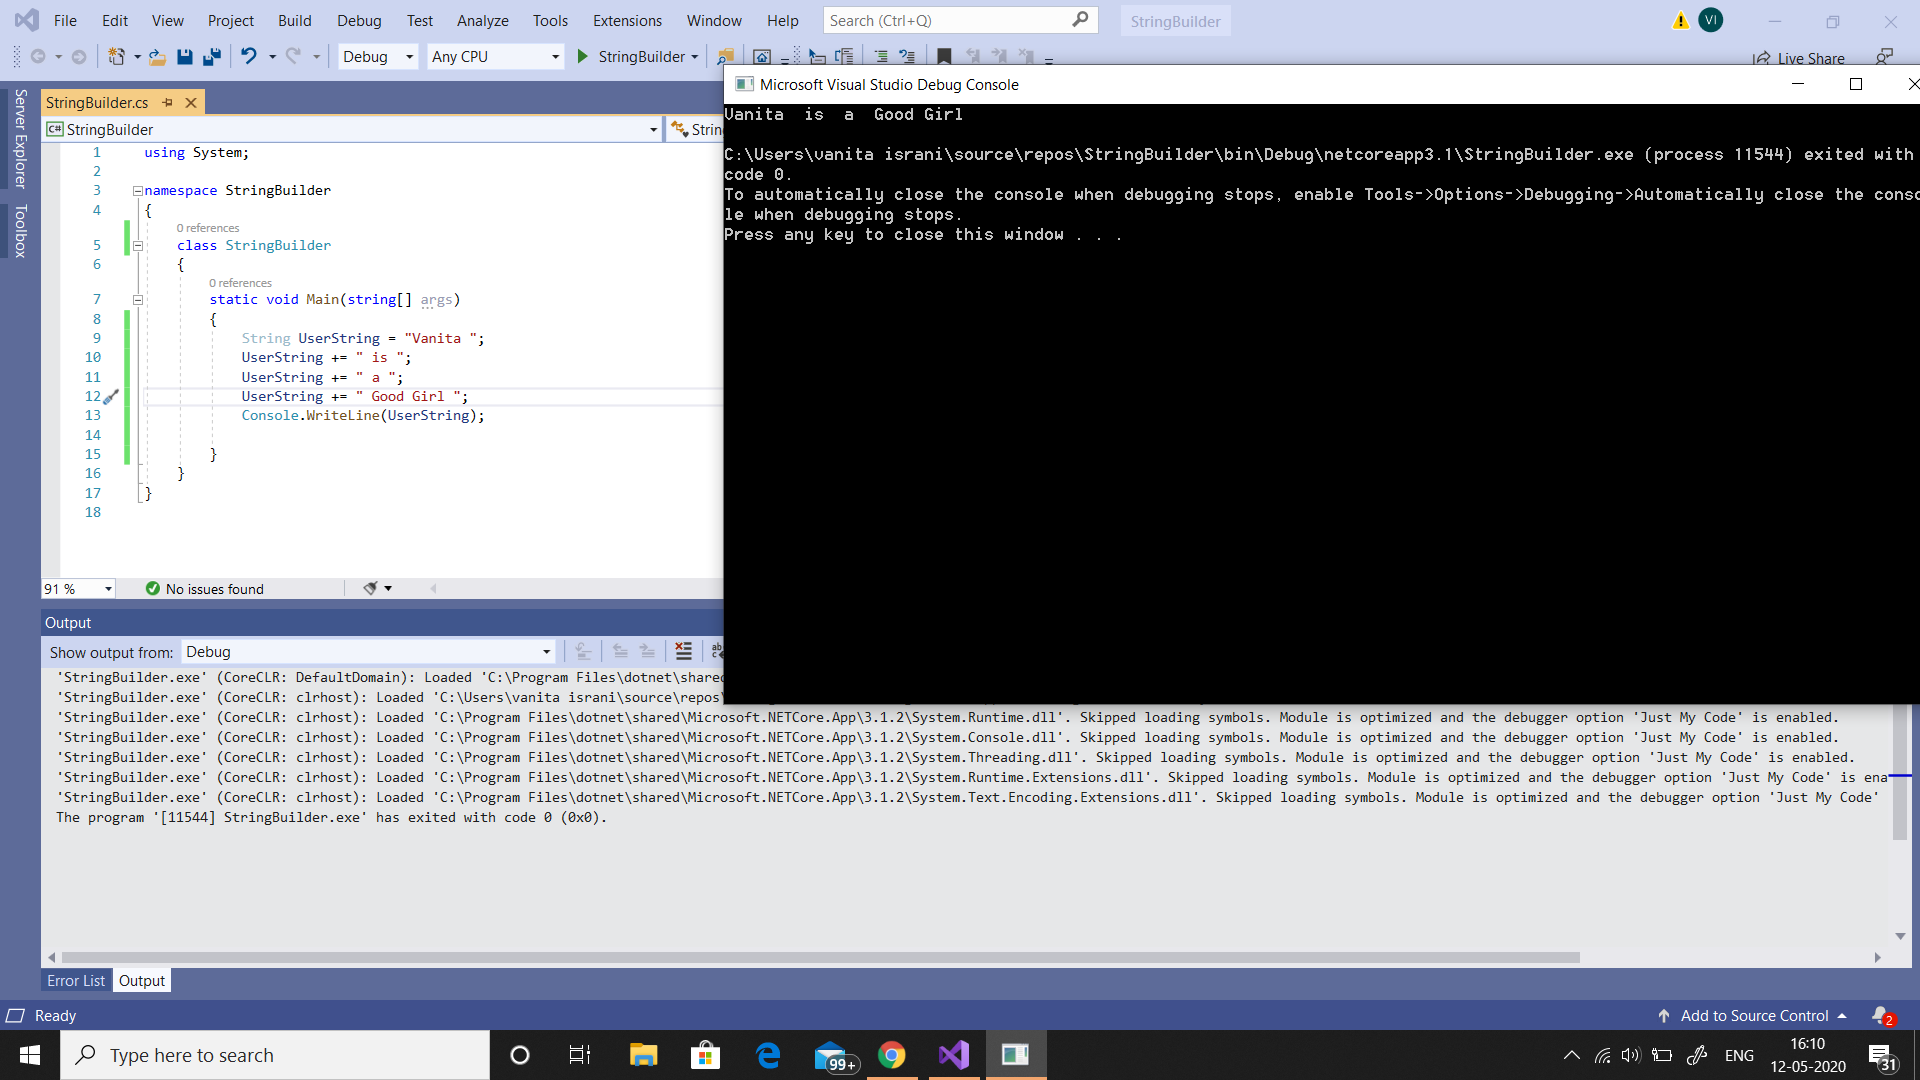 File Edit View Project Build Debug Test Analyze Tools Extensions Window Help Search (Ctrl+Q) StringBuilder VI
Debug Any CPU StringBuilder Live Share
Server Explorer
Toolbox
StringBuilder.cs
C# StringBuilder
1 using System;
2
3 namespace StringBuilder
4 {
0 references
5 class StringBuilder
6 {
0 references
7 static void Main(string[] args)
8 {
9 String UserString = "Vanita ";
10 UserString += " is ";
11 UserString += " a ";
12 UserString += " Good Girl ";
13 Console.WriteLine(UserString);
14
15 }
16 }
17 }
18
91 % No issues found
Microsoft Visual Studio Debug Console
Vanita  is  a  Good Girl
C:\Users\vanita israni\source\repos\StringBuilder\bin\Debug\netcoreapp3.1\StringBuilder.exe (process 11544) exited with
code 0.
To automatically close the console when debugging stops, enable Tools->Options->Debugging->Automatically close the conso
le when debugging stops.
Press any key to close this window . . .
Output
Show output from: Debug
'StringBuilder.exe' (CoreCLR: DefaultDomain): Loaded 'C:\Program Files\dotnet\shared
'StringBuilder.exe' (CoreCLR: clrhost): Loaded 'C:\Users\vanita israni\source\repos\
'StringBuilder.exe' (CoreCLR: clrhost): Loaded 'C:\Program Files\dotnet\shared\Microsoft.NETCore.App\3.1.2\System.Runtime.dll'. Skipped loading symbols. Module is optimized and the debugger option 'Just My Code' is enabled.
'StringBuilder.exe' (CoreCLR: clrhost): Loaded 'C:\Program Files\dotnet\shared\Microsoft.NETCore.App\3.1.2\System.Console.dll'. Skipped loading symbols. Module is optimized and the debugger option 'Just My Code' is enabled.
'StringBuilder.exe' (CoreCLR: clrhost): Loaded 'C:\Program Files\dotnet\shared\Microsoft.NETCore.App\3.1.2\System.Threading.dll'. Skipped loading symbols. Module is optimized and the debugger option 'Just My Code' is enabled.
'StringBuilder.exe' (CoreCLR: clrhost): Loaded 'C:\Program Files\dotnet\shared\Microsoft.NETCore.App\3.1.2\System.Runtime.Extensions.dll'. Skipped loading symbols. Module is optimized and the debugger option 'Just My Code' is ena
'StringBuilder.exe' (CoreCLR: clrhost): Loaded 'C:\Program Files\dotnet\shared\Microsoft.NETCore.App\3.1.2\System.Text.Encoding.Extensions.dll'. Skipped loading symbols. Module is optimized and the debugger option 'Just My Code'
The program '[11544] StringBuilder.exe' has exited with code 0 (0x0).
Error List Output
Ready Add to Source Control 2
Type here to search 99+ ENG 16:10
12-05-2020 31